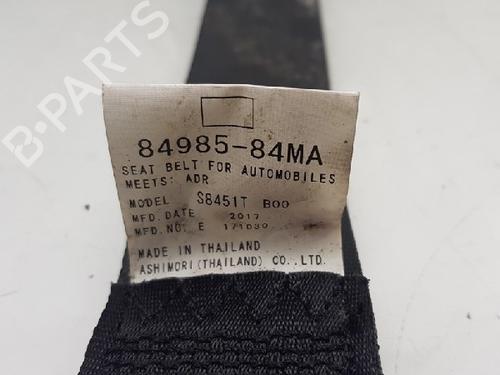 B-PARTS
84985-84MA
SEAT BELT FOR AUTOMOBILES
MEETS: ADR
MODEL S8451T B00
MFD. DATE 2017
MFD. NO. E 171030
MADE IN THAILAND
ASHIMORI(THAILAND) CO.,LTD.